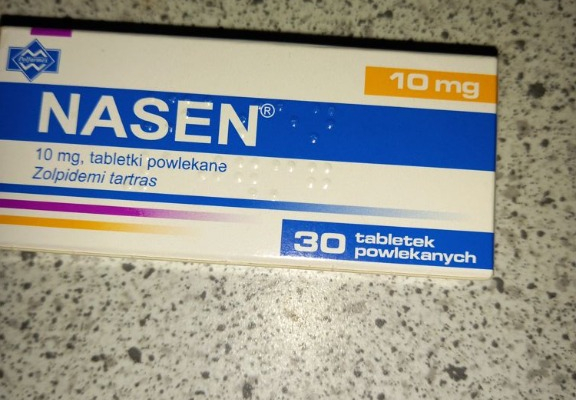 10 mg
NASEN®
10 mg, tabletki powlekane
Zolpidemi tartras
30 tabletek
powlekanych